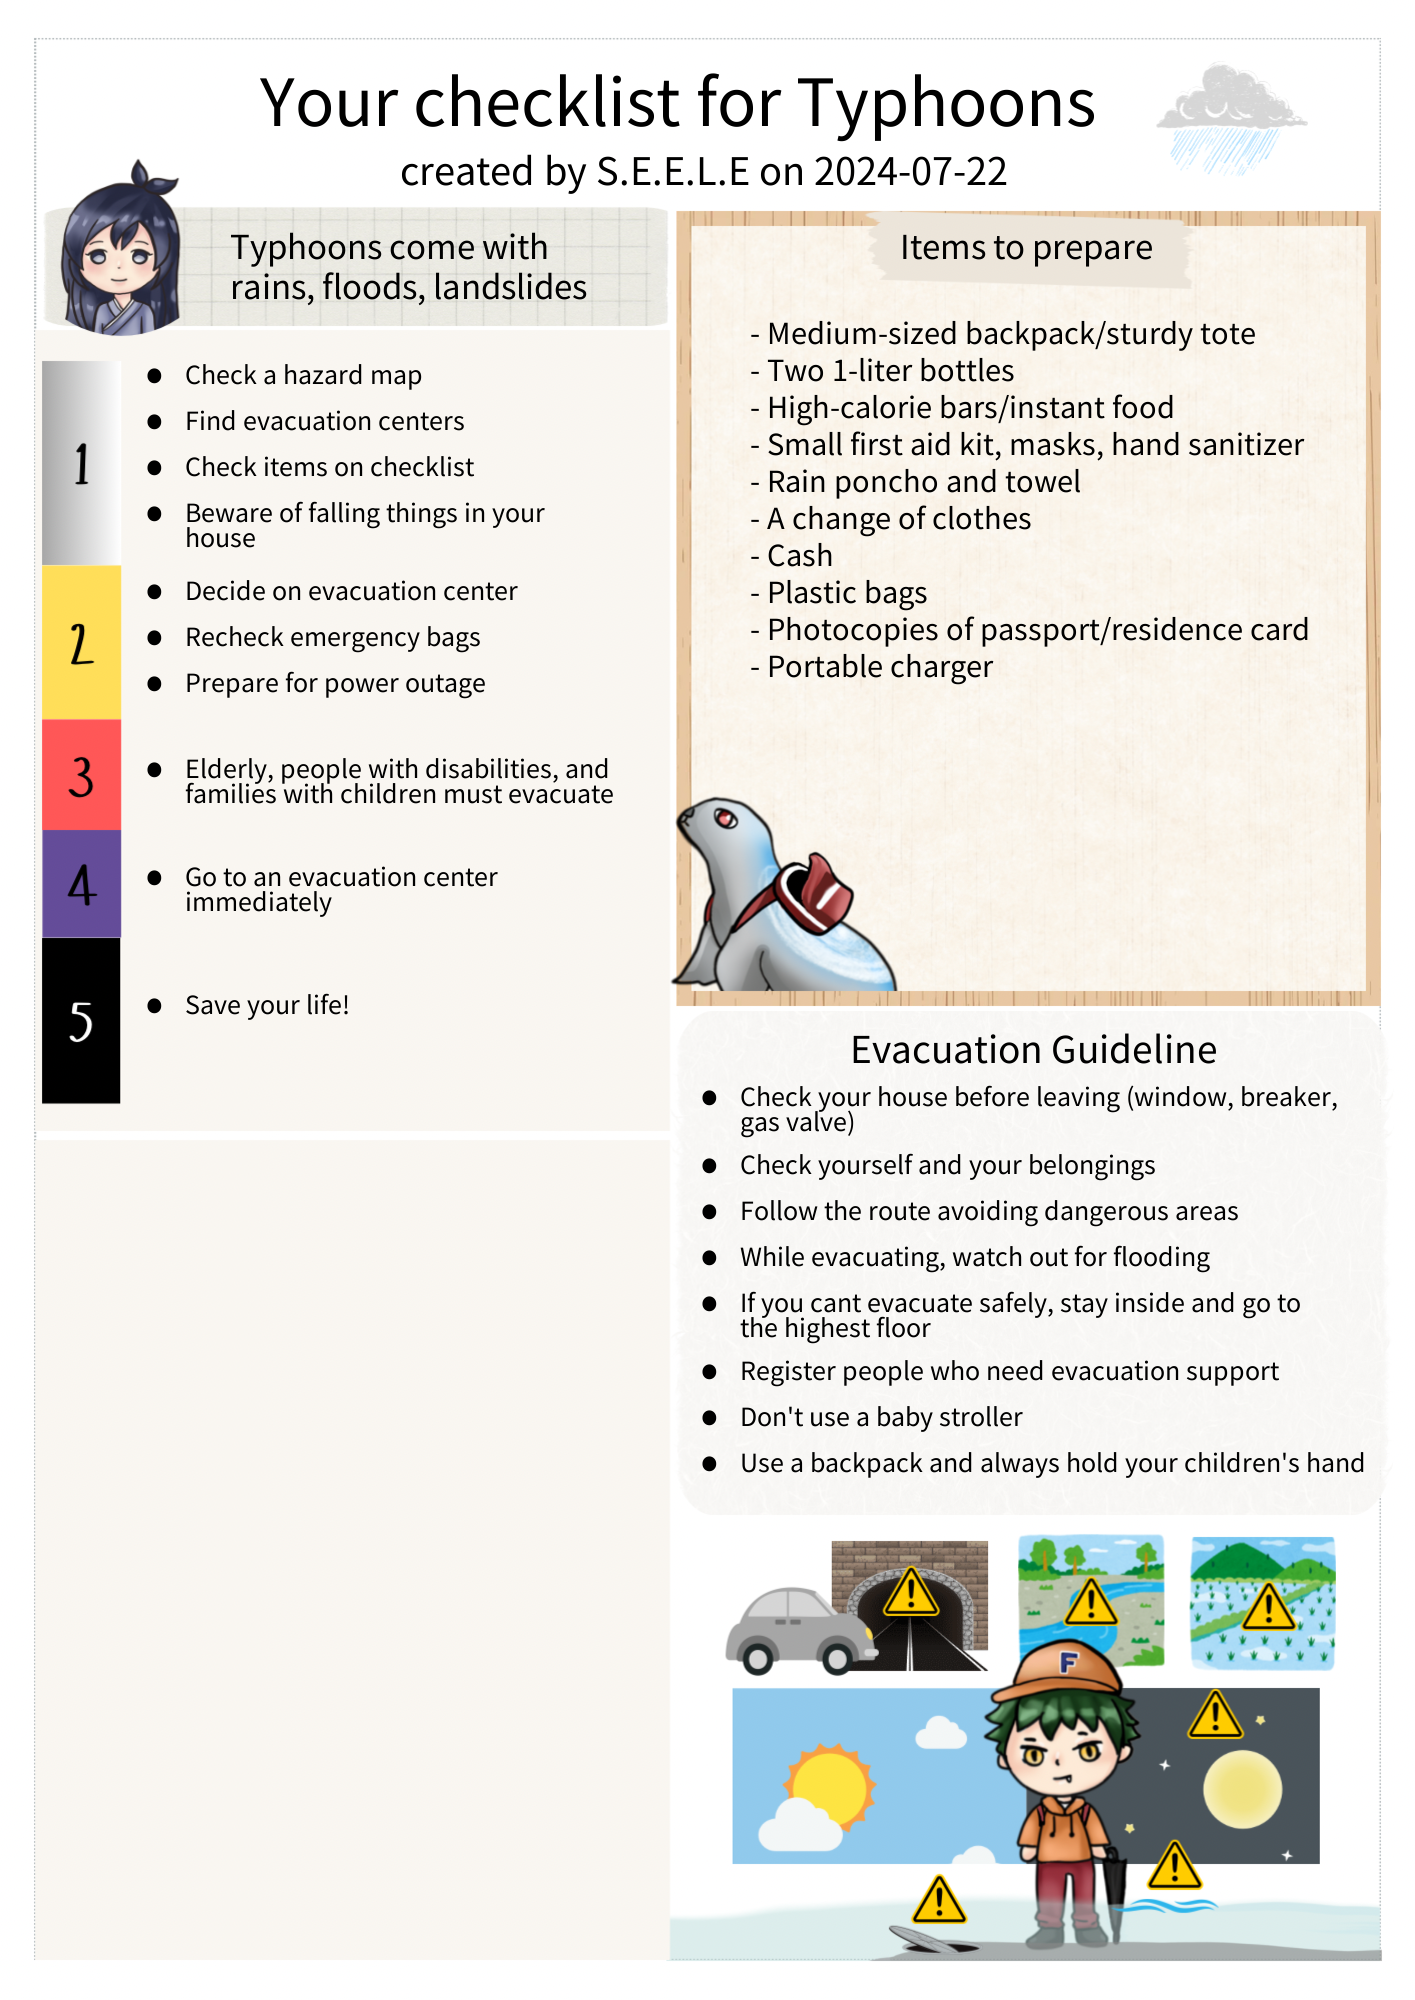 Your checklist for Typhoons
created by S.E.E.L.E on 2024-07-22
Typhoons come with
rains, floods, landslides
1
● Check a hazard map
● Find evacuation centers
● Check items on checklist
● Beware of falling things in your
house
2
● Decide on evacuation center
● Recheck emergency bags
● Prepare for power outage
3
● Elderly, people with disabilities, and
families with children must evacuate
4
● Go to an evacuation center
immediately
5
● Save your life!
Items to prepare
- Medium-sized backpack/sturdy tote
- Two 1-liter bottles
- High-calorie bars/instant food
- Small first aid kit, masks, hand sanitizer
- Rain poncho and towel
- A change of clothes
- Cash
- Plastic bags
- Photocopies of passport/residence card
- Portable charger
Evacuation Guideline
● Check your house before leaving (window, breaker,
gas valve)
● Check yourself and your belongings
● Follow the route avoiding dangerous areas
● While evacuating, watch out for flooding
● If you cant evacuate safely, stay inside and go to
the highest floor
● Register people who need evacuation support
● Don't use a baby stroller
● Use a backpack and always hold your children's hand
!
!
!
F
!
!
!